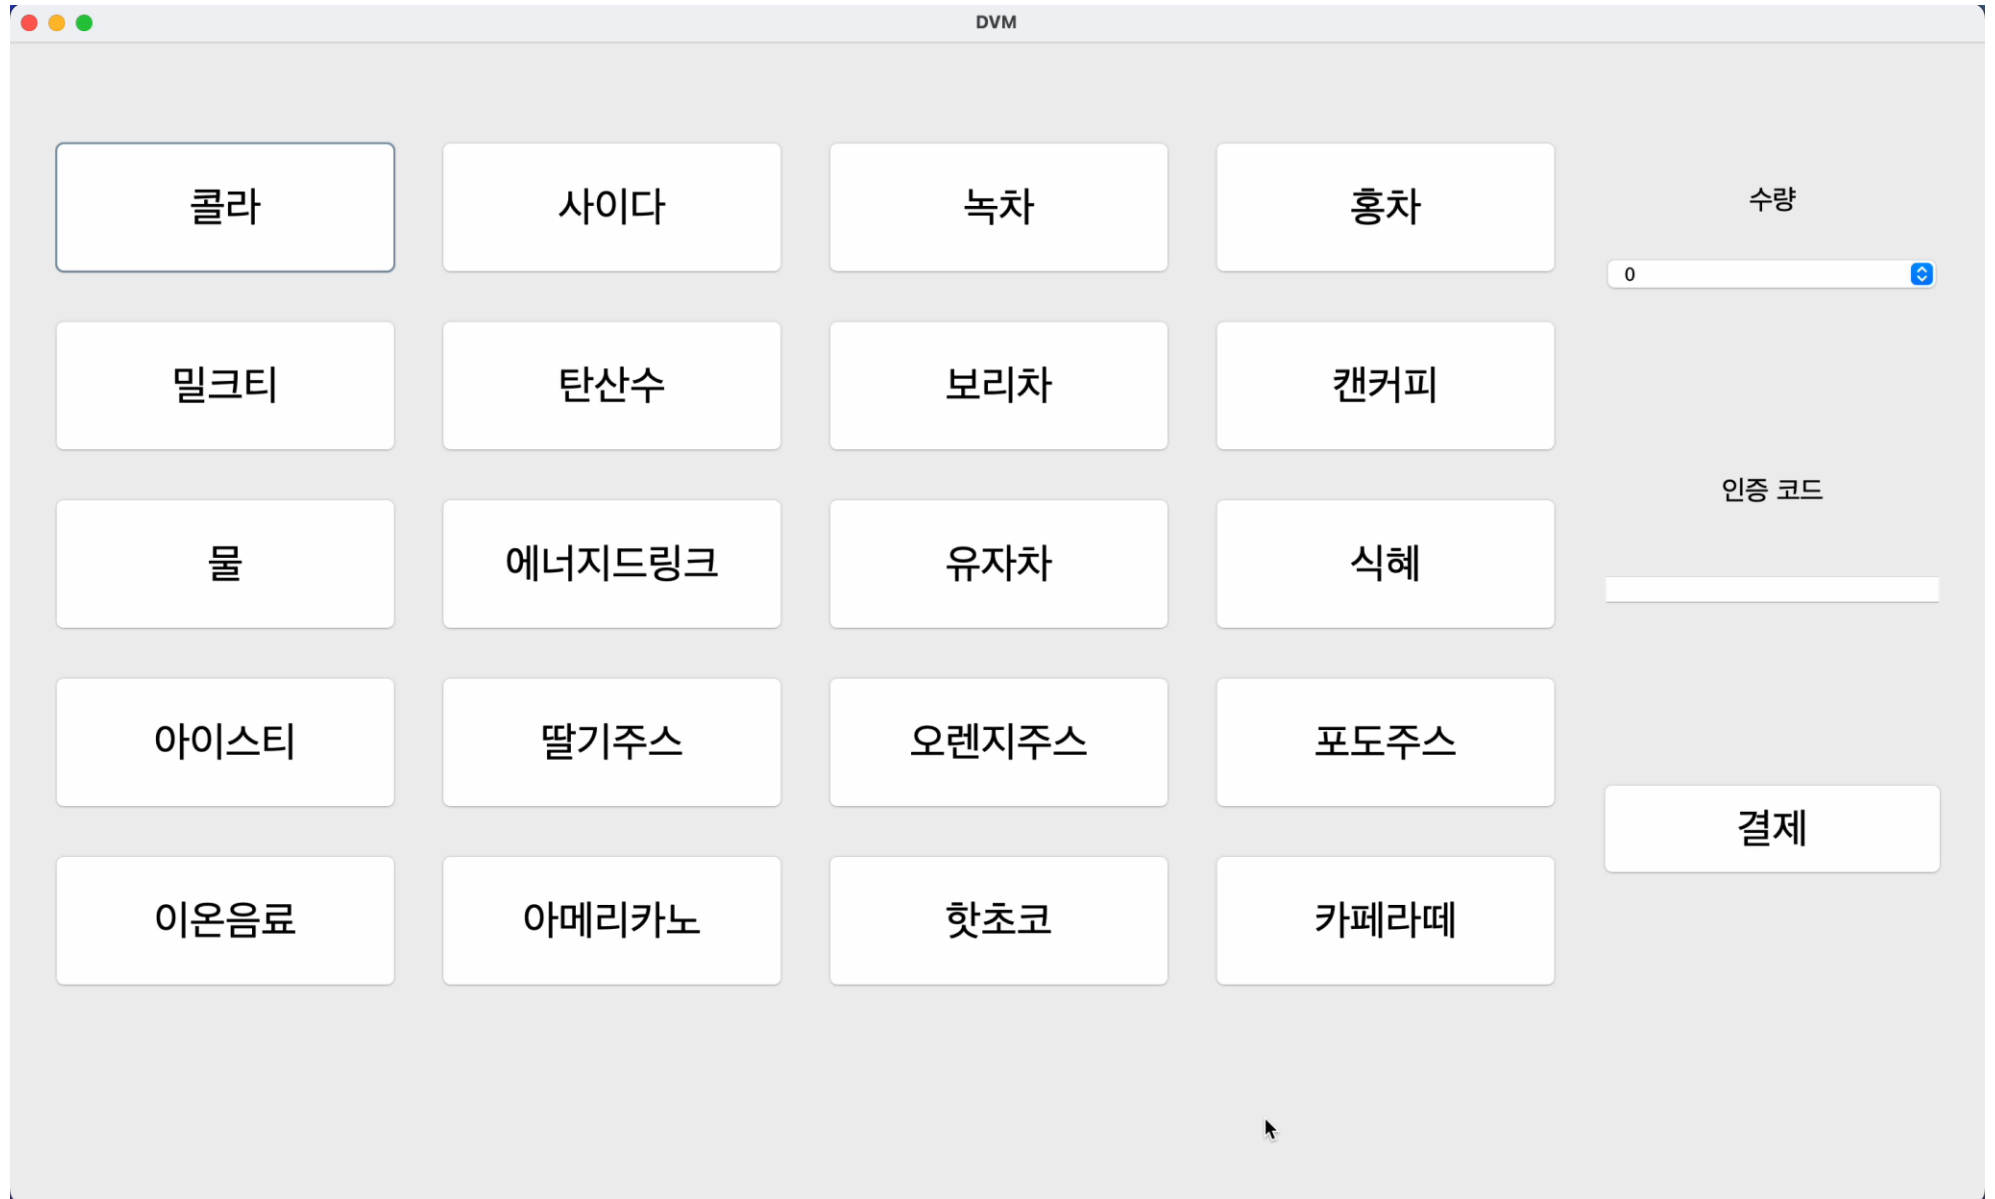 DVM
콜라 사이다 녹차 홍차
수량
0
밀크티 탄산수 보리차 캔커피
인증 코드
물 에너지드링크 유자차 식혜
아이스티 딸기주스 오렌지주스 포도주스
결제
이온음료 아메리카노 핫초코 카페라떼